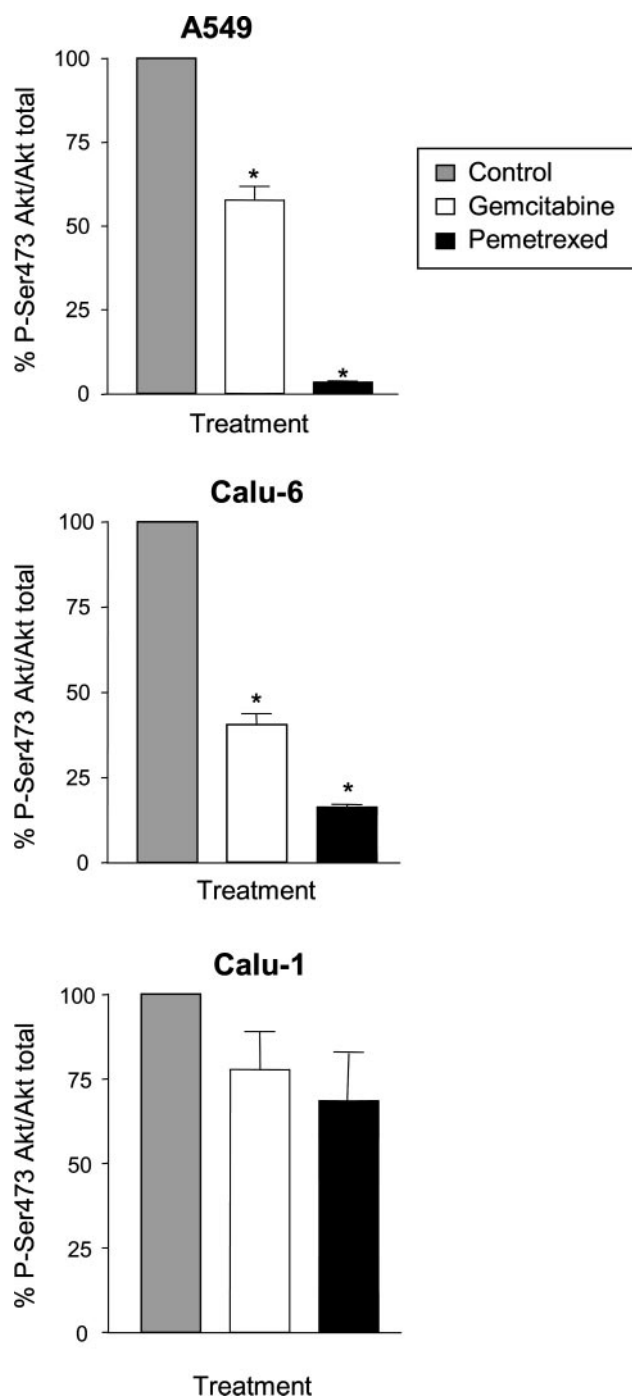 A549
% P-Ser473 Akt/Akt total
100
75
50
25
0
*
*
Treatment
Control
Gemcitabine
Pemetrexed
Calu-6
% P-Ser473 Akt/Akt total
100
75
50
25
0
*
*
Treatment
Calu-1
% P-Ser473 Akt/Akt total
100
75
50
25
0
Treatment